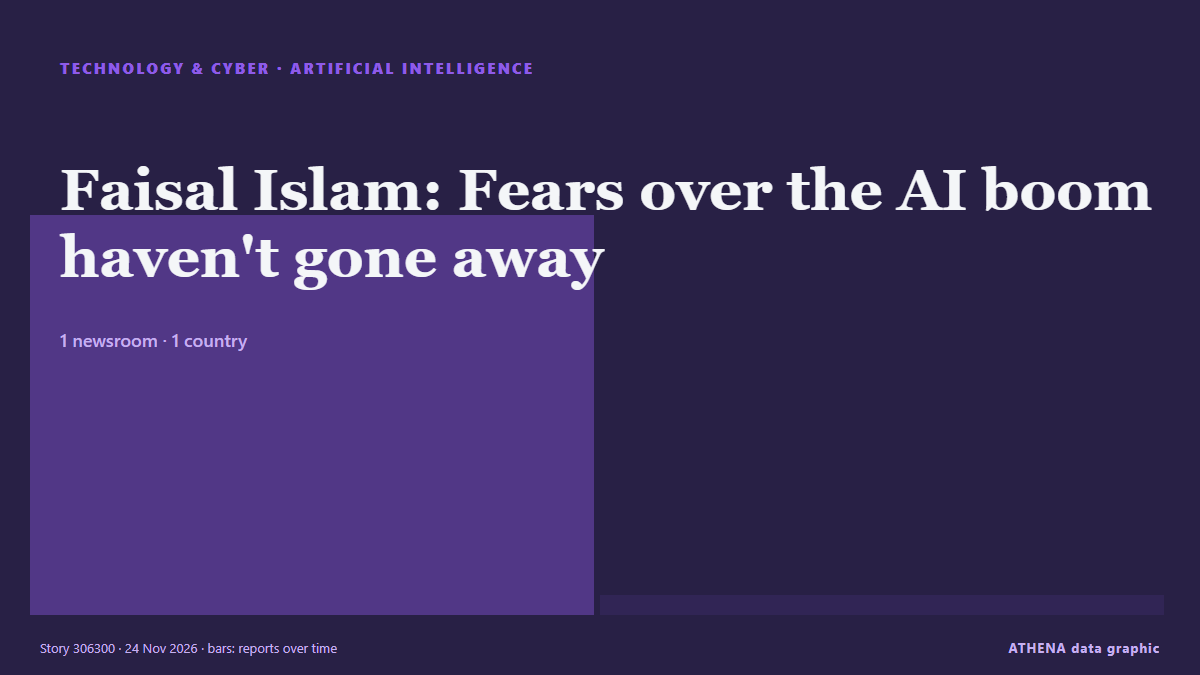 TECHNOLOGY & CYBER · ARTIFICIAL INTELLIGENCE
Faisal Islam: Fears over the AI boom
haven't gone away
1 newsroom · 1 country
Story 306300 · 24 Nov 2026 · bars: reports over time
ATHENA data graphic